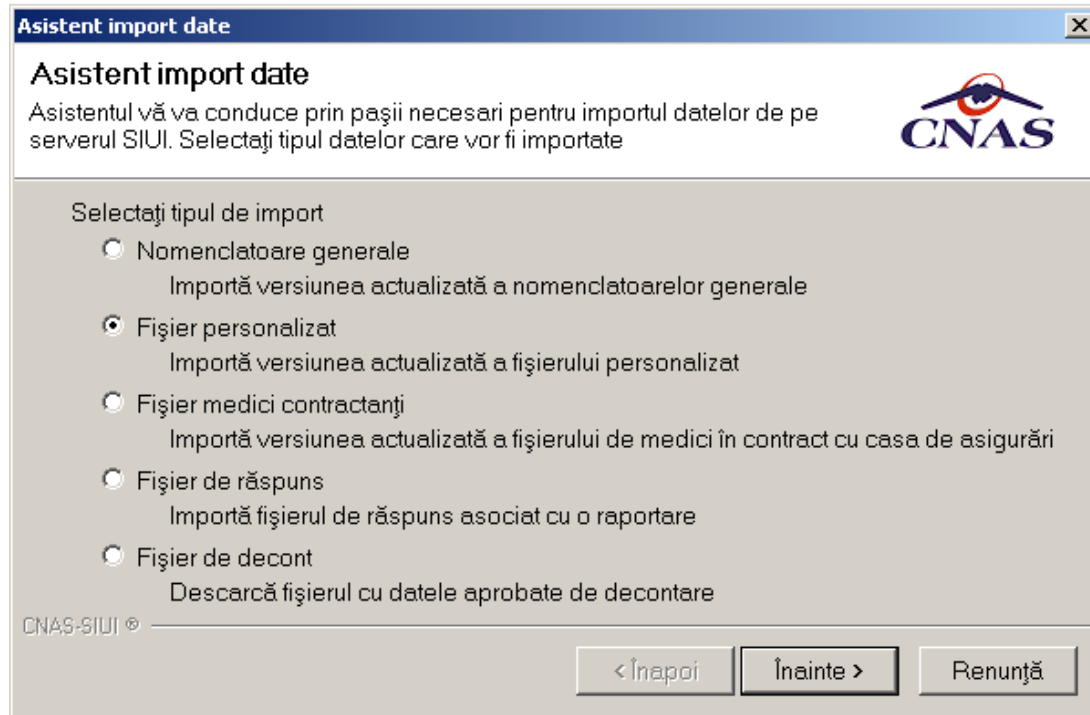 Asistent import date
Asistent import date
Asistentul vă va conduce prin paşii necesari pentru importul datelor de pe
serverul SIUI. Selectaţi tipul datelor care vor fi importate
CNAS
Selectaţi tipul de import
Nomenclatoare generale
Importă versiunea actualizată a nomenclatoarelor generale
Fişier personalizat
Importă versiunea actualizată a fişierului personalizat
Fişier medici contractanţi
Importă versiunea actualizată a fişierului de medici în contract cu casa de asigurări
Fişier de răspuns
Importă fişierul de răspuns asociat cu o raportare
Fişier de decont
Descarcă fişierul cu datele aprobate de decontare
CNAS-SIUI ®
< Înapoi
Înainte >
Renunţă